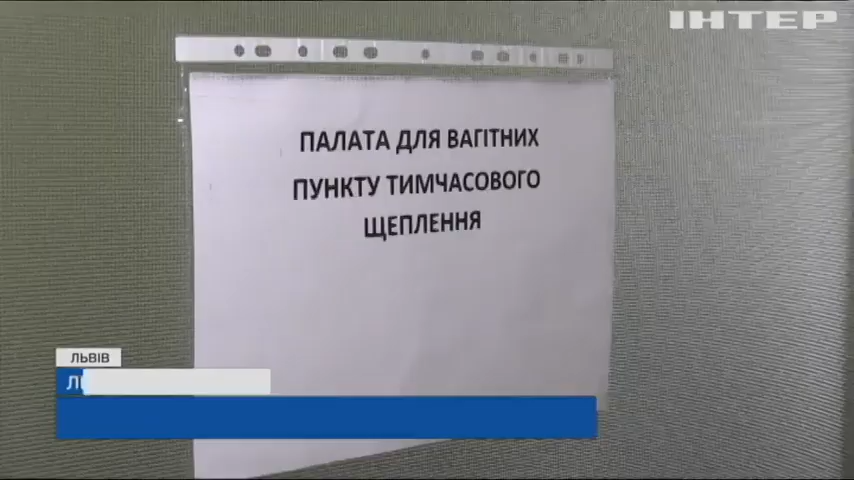 ІНТЕР
ПАЛАТА ДЛЯ ВАГІТНИХ
ПУНКТУ ТИМЧАСОВОГО
ЩЕПЛЕННЯ
ЛЬВІВ